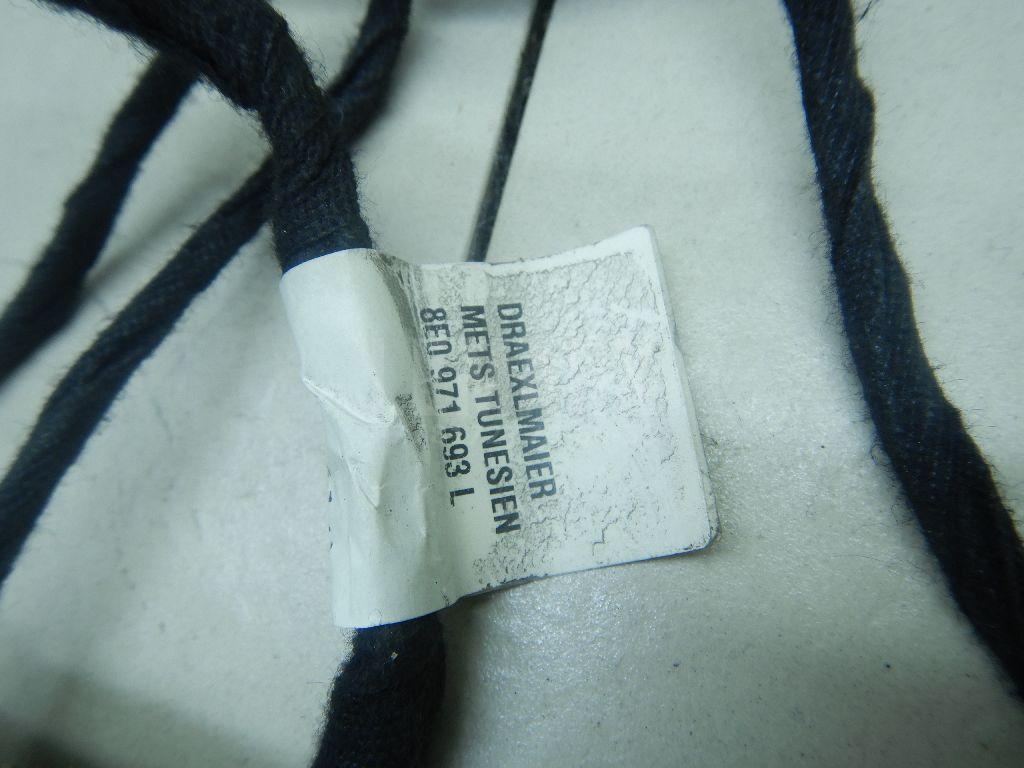 DRAEXLMAIER
METS TUNESIEN
8E0 971 693 L